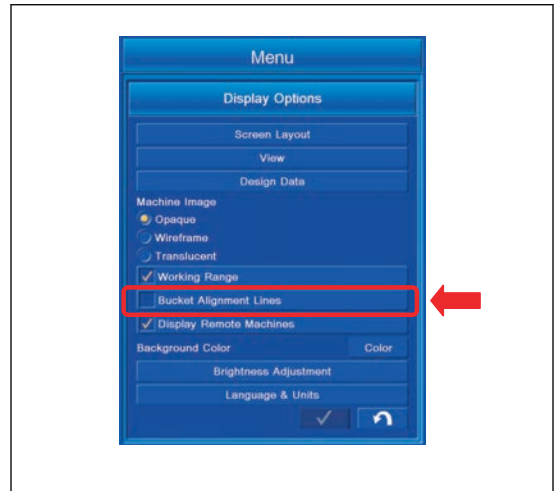 Menu
Display Options
Screen Layout
View
Design Data
Machine Image
Opaque
Wireframe
Translucent
Working Range
Bucket Alignment Lines
Display Remote Machines
Background Color Color
Brightness Adjustment
Language & Units